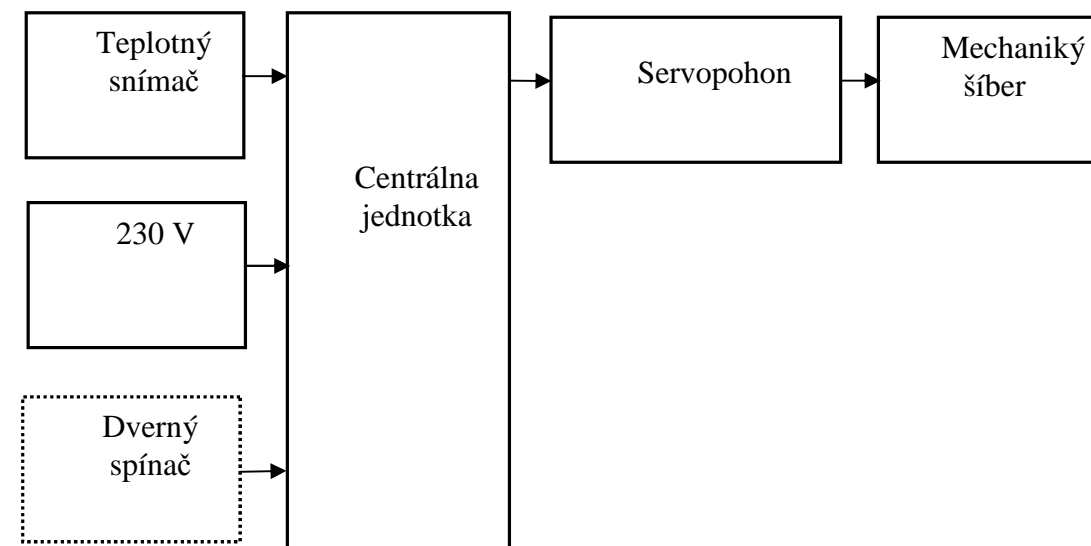 Teplotný
snímač
230 V
Dverný
spínač
Centrálna
jednotka
Servopohon
Mechaniký
šíber